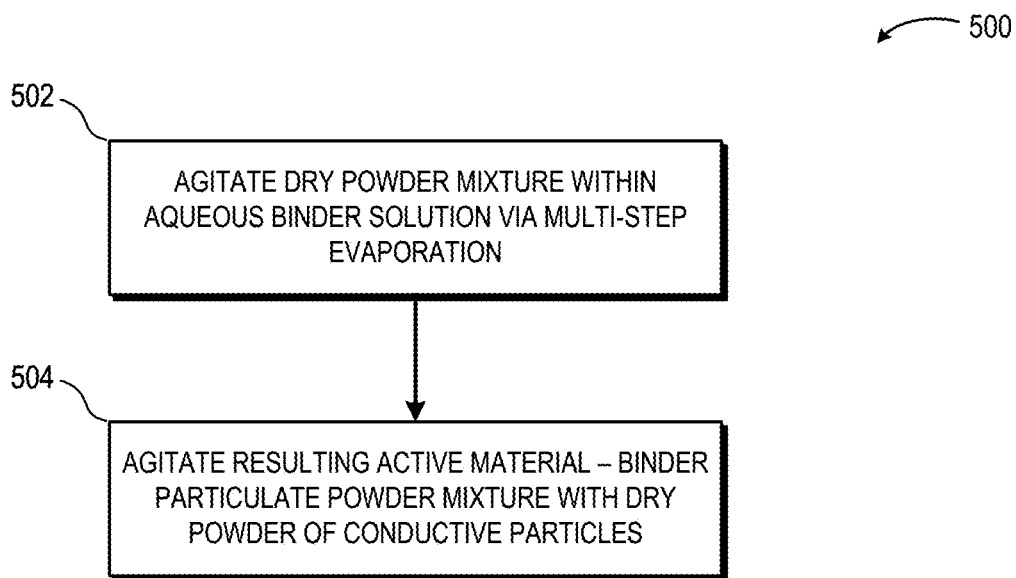 500
502
AGITATE DRY POWDER MIXTURE WITHIN
AQUEOUS BINDER SOLUTION VIA MULTI-STEP
EVAPORATION
504
AGITATE RESULTING ACTIVE MATERIAL – BINDER
PARTICULATE POWDER MIXTURE WITH DRY
POWDER OF CONDUCTIVE PARTICLES